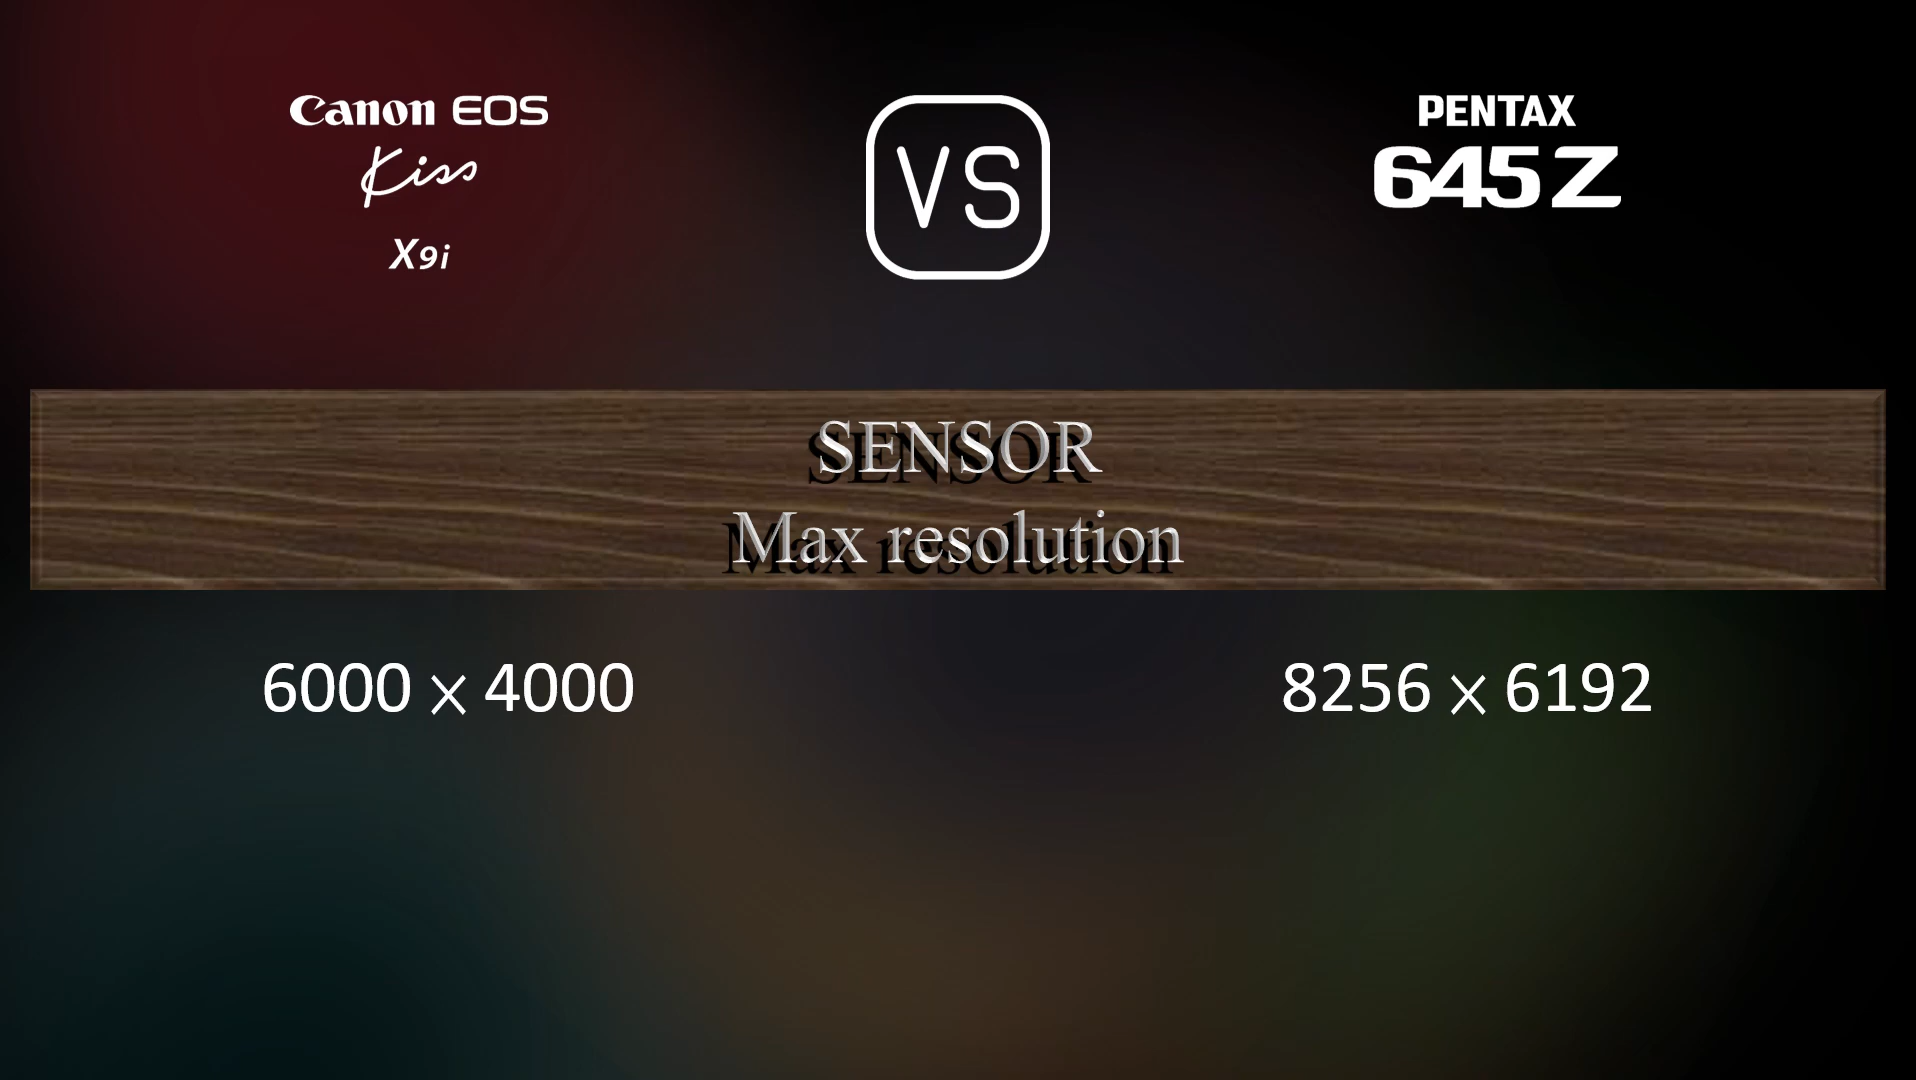 Canon EOS
Kiss
X9i
VS
PENTAX
645Z
SENSOR
Max resolution
6000 x 4000
8256 x 6192